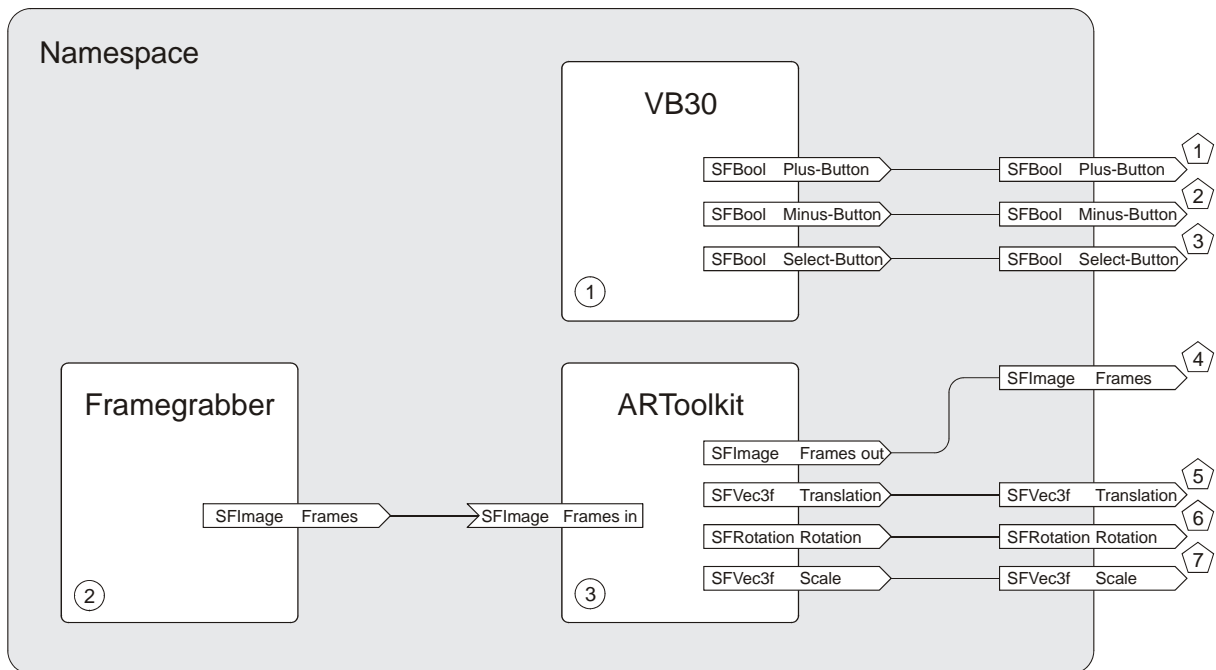 Namespace
VB30
SFBool Plus-Button
SFBool Plus-Button
1
SFBool Minus-Button
SFBool Minus-Button
2
SFBool Select-Button
SFBool Select-Button
3
1
Framegrabber
SFImage Frames
2
ARToolkit
SFImage Frames in
SFImage Frames out
SFImage Frames
4
SFVec3f Translation
SFVec3f Translation
5
SFRotation Rotation
SFRotation Rotation
6
SFVec3f Scale
SFVec3f Scale
7
3